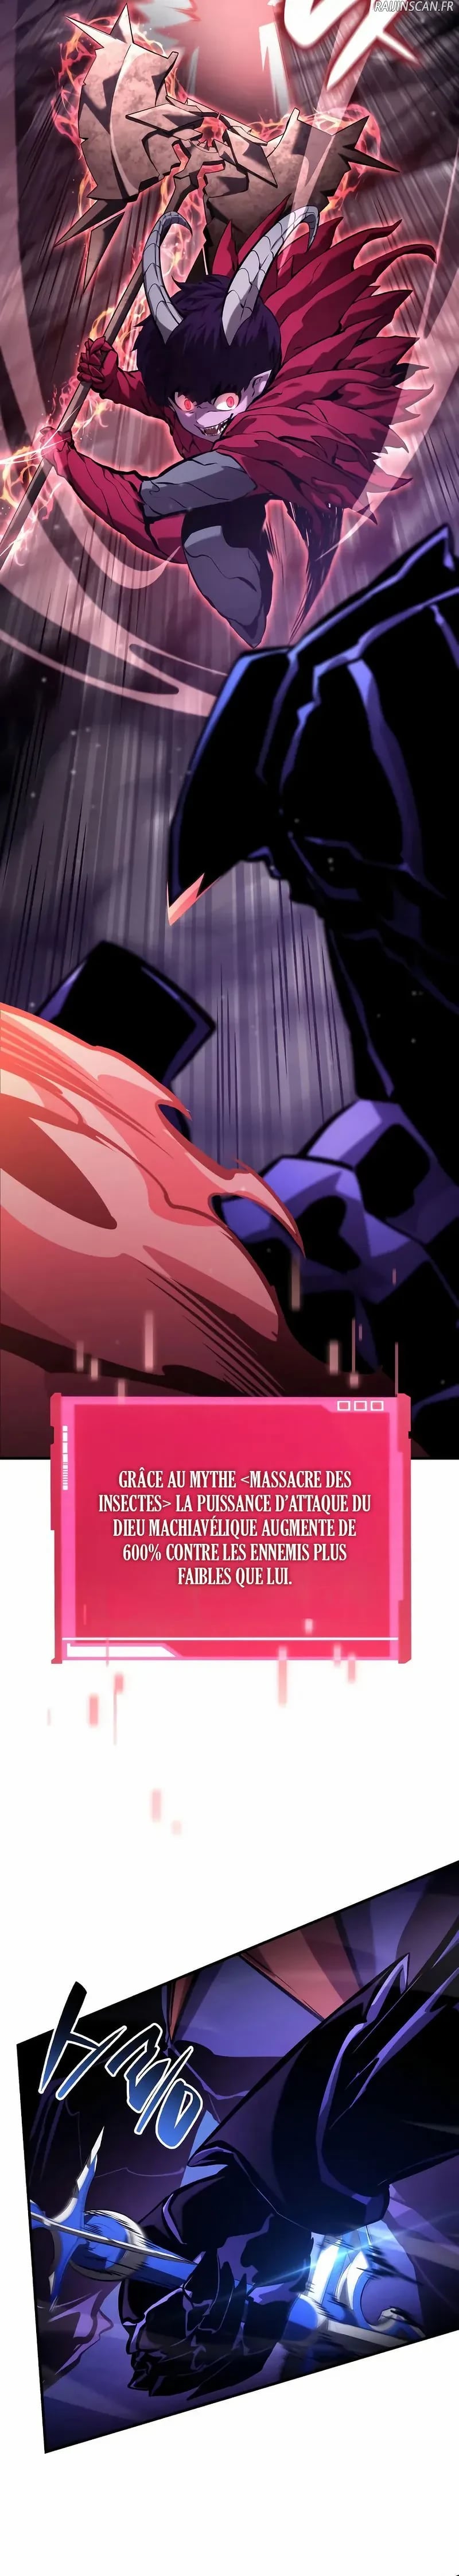 RAIJINSCAN.FR
GRÂCE AU MYTHE <MASSACRE DES
INSECTES> LA PUISSANCE D'ATTAQUE DU
DIEU MACHIAVÉLIQUE AUGMENTE DE
600% CONTRE LES ENNEMIS PLUS
FAIBLES QUE LUI.